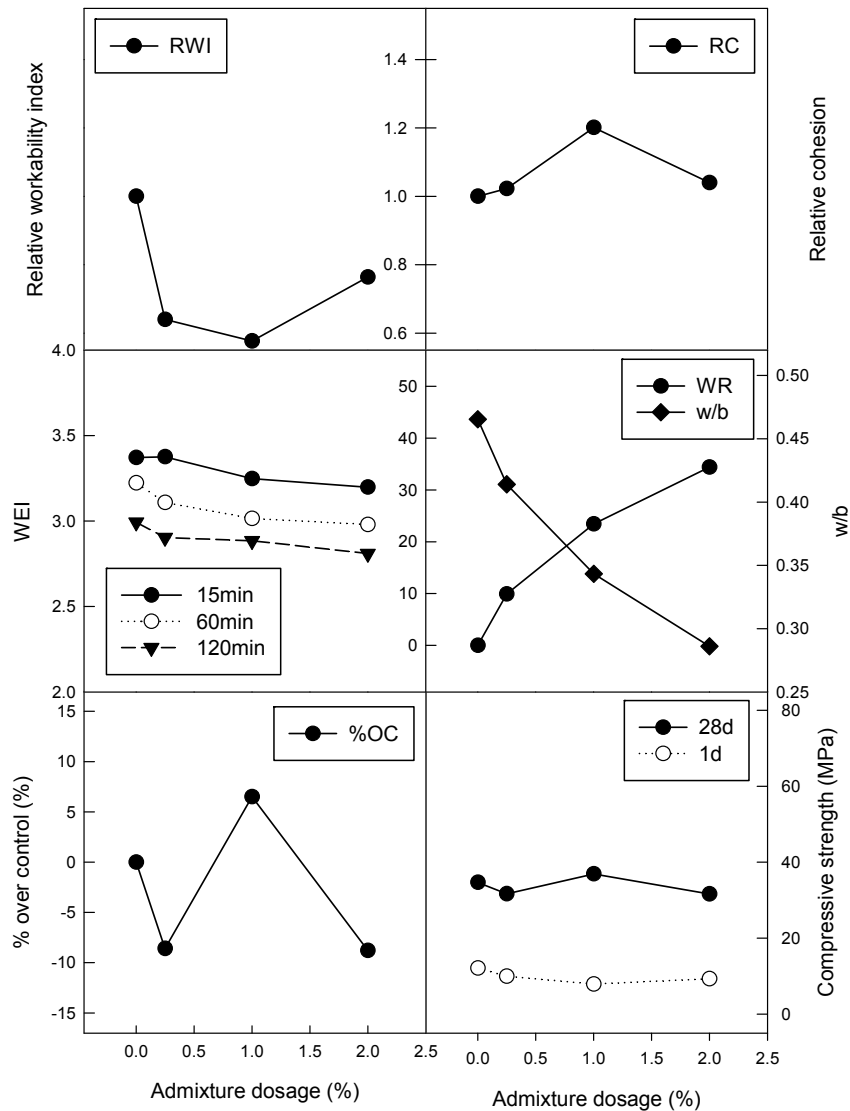 RWI
RC
Relative workability index
1.4
1.2
1.0
0.8
0.6
Relative cohesion
4.0
3.5
3.0
2.5
2.0
WEI
15min
60min
120min
50
40
30
20
10
0
WR
w/b
0.50
0.45
0.40
0.35
0.30
0.25
w/b
15
10
5
0
-5
-10
-15
% over control (%)
%OC
28d
1d
80
60
40
20
0
Compressive strength (MPa)
0.0 0.5 1.0 1.5 2.0 2.5
0.0 0.5 1.0 1.5 2.0 2.5
Admixture dosage (%)
Admixture dosage (%)